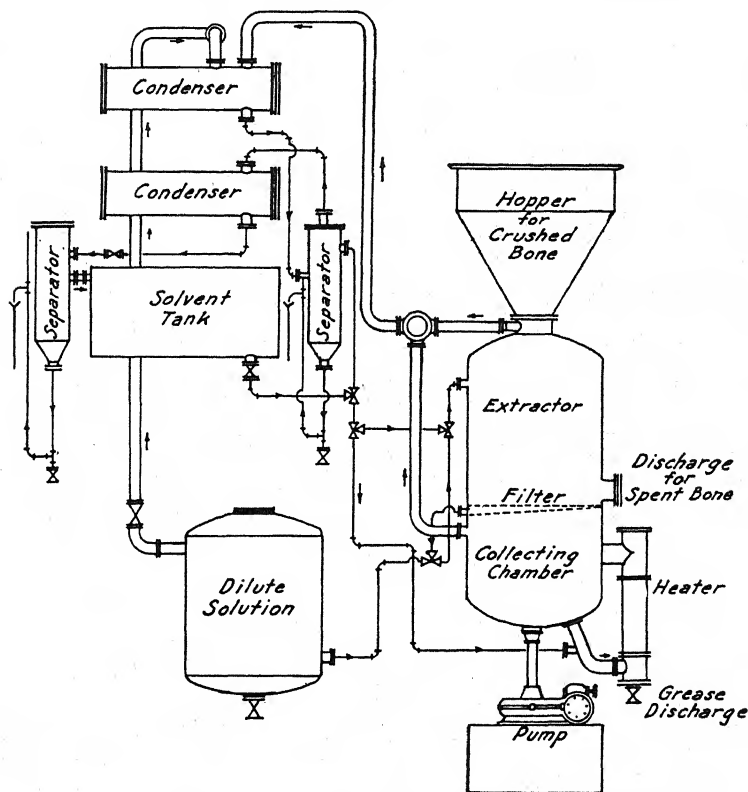 Condenser
Condenser
Hopper
for
Crushed
Bone
Separator
Solvent
Tank
Separator
Extractor
Discharge
for
Spent Bone
Filter
Collecting
Chamber
Dilute
Solution
Heater
Grease
Discharge
Pump